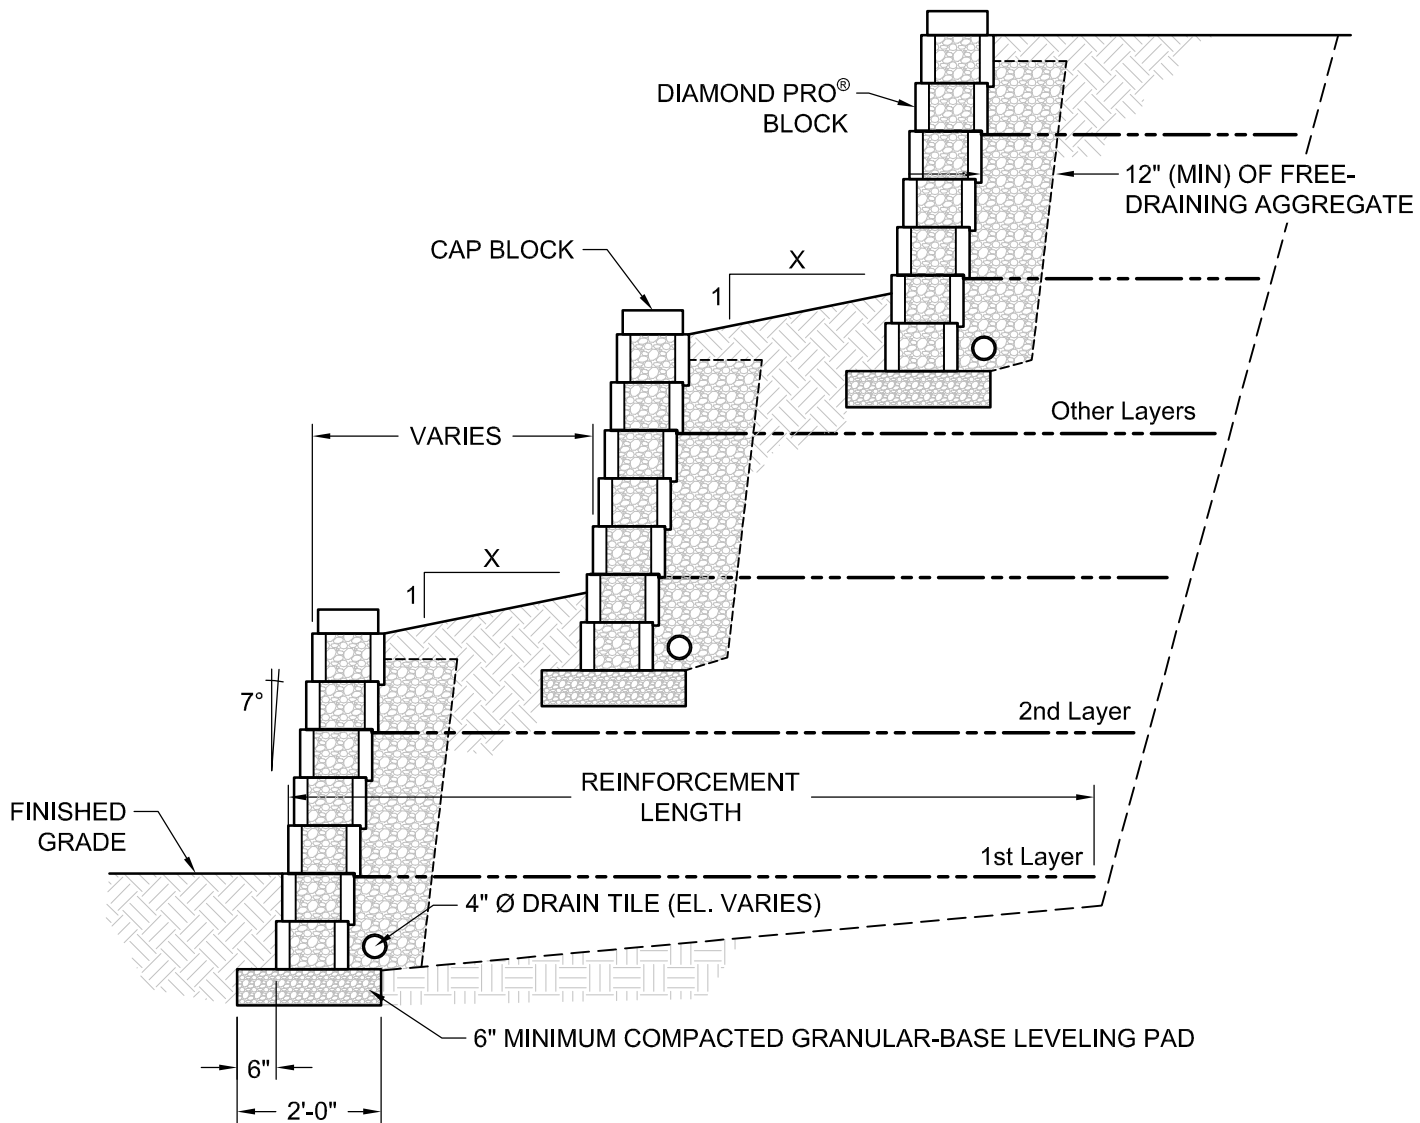 DIAMOND PRO®
BLOCK
12" (MIN) OF FREE-
DRAINING AGGREGATE
CAP BLOCK
X
1
Other Layers
VARIES
X
1
7°
2nd Layer
REINFORCEMENT
LENGTH
FINISHED
GRADE
1st Layer
4" Ø DRAIN TILE (EL. VARIES)
6" MINIMUM COMPACTED GRANULAR-BASE LEVELING PAD
6"
2'-0"